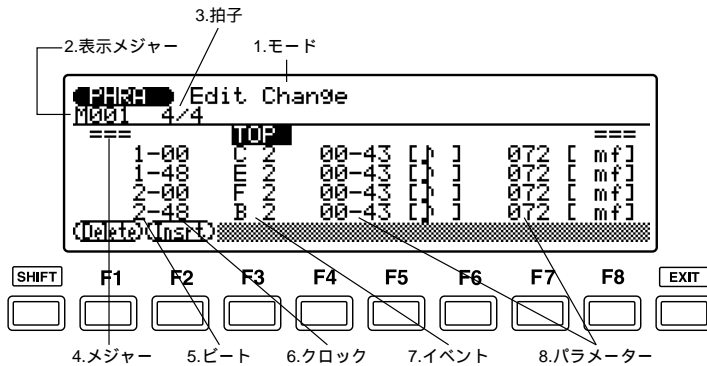 3.拍子
2.表示メジャー
1.モード
PHRA Edit Change
M001 4/4
=== TOP ===
1-00 C 2 00-43 [♪ ] 072 [ mf]
1-48 E 2 00-43 [♪ ] 072 [ mf]
2-00 F 2 00-43 [♪ ] 072 [ mf]
2-48 B 2 00-43 [♪ ] 072 [ mf]
Delete Insrt
SHIFT F1 F2 F3 F4 F5 F6 F7 F8 EXIT
4.メジャー 5.ビート 6.クロック 7.イベント 8.パラメーター